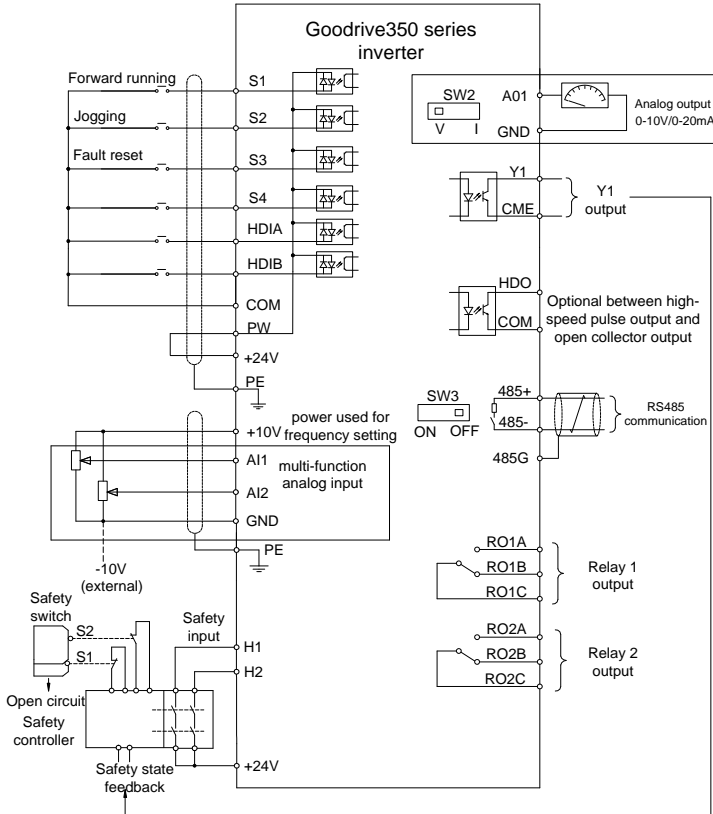 Goodrive350 series
inverter
Forward running
S1
Jogging
S2
Fault reset
S3
S4
HDIA
HDIB
COM
PW
+24V
PE
SW2
V I
A01
GND
Analog output
0-10V/0-20mA
Y1
CME
Y1
output
HDO
COM
Optional between high-
speed pulse output and
open collector output
SW3
ON OFF
485+
485-
485G
RS485
communication
+10V
power used for
frequency setting
AI1
AI2
multi-function
analog input
GND
PE
-10V
(external)
RO1A
RO1B
RO1C
Relay 1
output
RO2A
RO2B
RO2C
Relay 2
output
Safety
switch
S2
S1
Open circuit
Safety
controller
Safety
input
H1
H2
+24V
Safety state
feedback